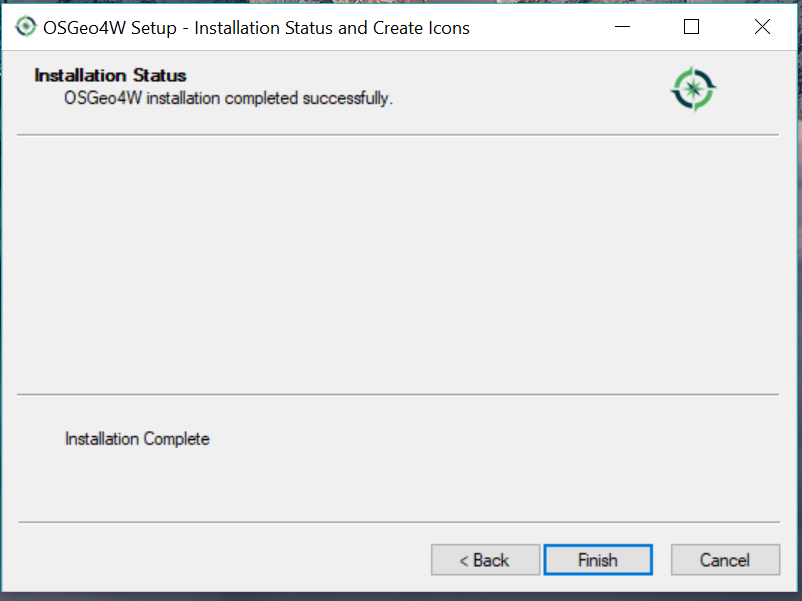 OSGeo4W Setup - Installation Status and Create Icons
Installation Status
OSGeo4W installation completed successfully.
Installation Complete
< Back
Finish
Cancel